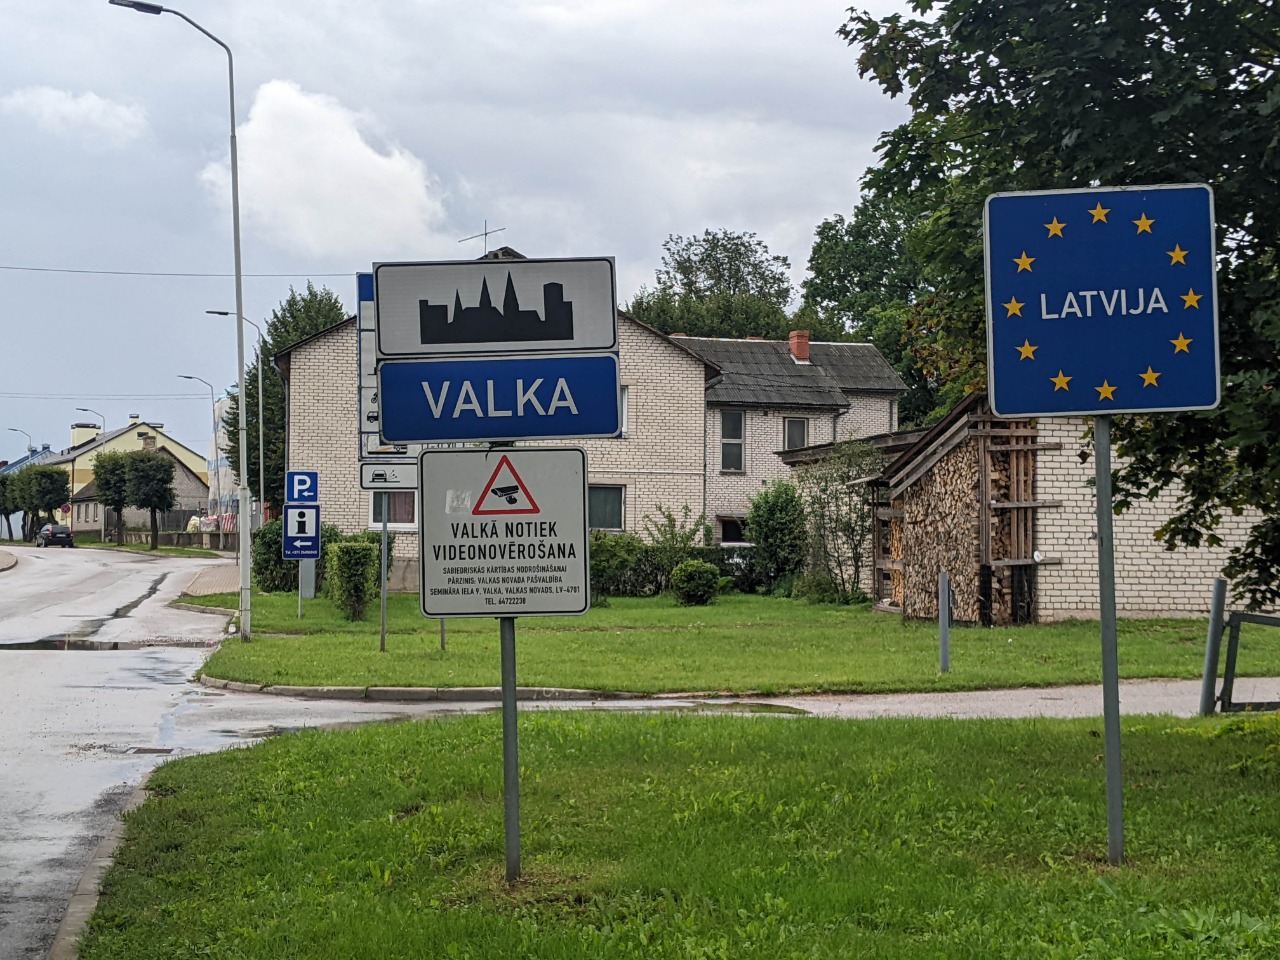 VALKA
VALKĀ NOTIEK
VIDEONOVĒROŠANA
SABIEDRISKĀS KĀRTĪBAS NODROŠINĀŠANAI
PĀRZINIS: VALKAS NOVADA PAŠVALDĪBA
SEMINĀRA IELA 9, VALKA, VALKAS NOVADS, LV-4701
TEL. 64722238
LATVIJA
P
i